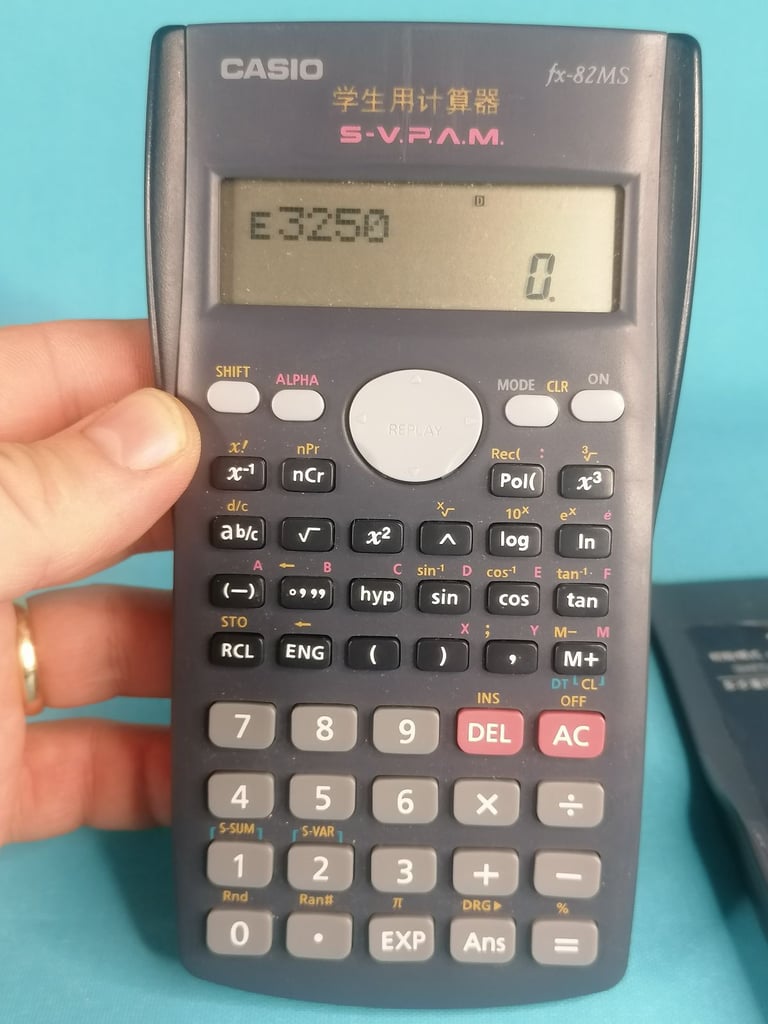 CASIO fx-82MS
学生用计算器
S-V.P.A.M.
D
E3250
0.
SHIFT ALPHA MODE CLR ON
REPLAY
x! nPr Rec( : ³√
x⁻¹ nCr Pol( x³
d/c ˣ√ 10ˣ eˣ e
ab/c √ x² ^ log ln
A ← B C sin⁻¹ D cos⁻¹ E tan⁻¹ F
(−) °,,, hyp sin cos tan
STO ← X ; Y M− M
RCL ENG ( ) , M+
DT CL
INS OFF
7 8 9 DEL AC
4 5 6 × ÷
S-SUM S-VAR
1 2 3 + −
Rnd Ran# π DRG▶ %
0 · EXP Ans =